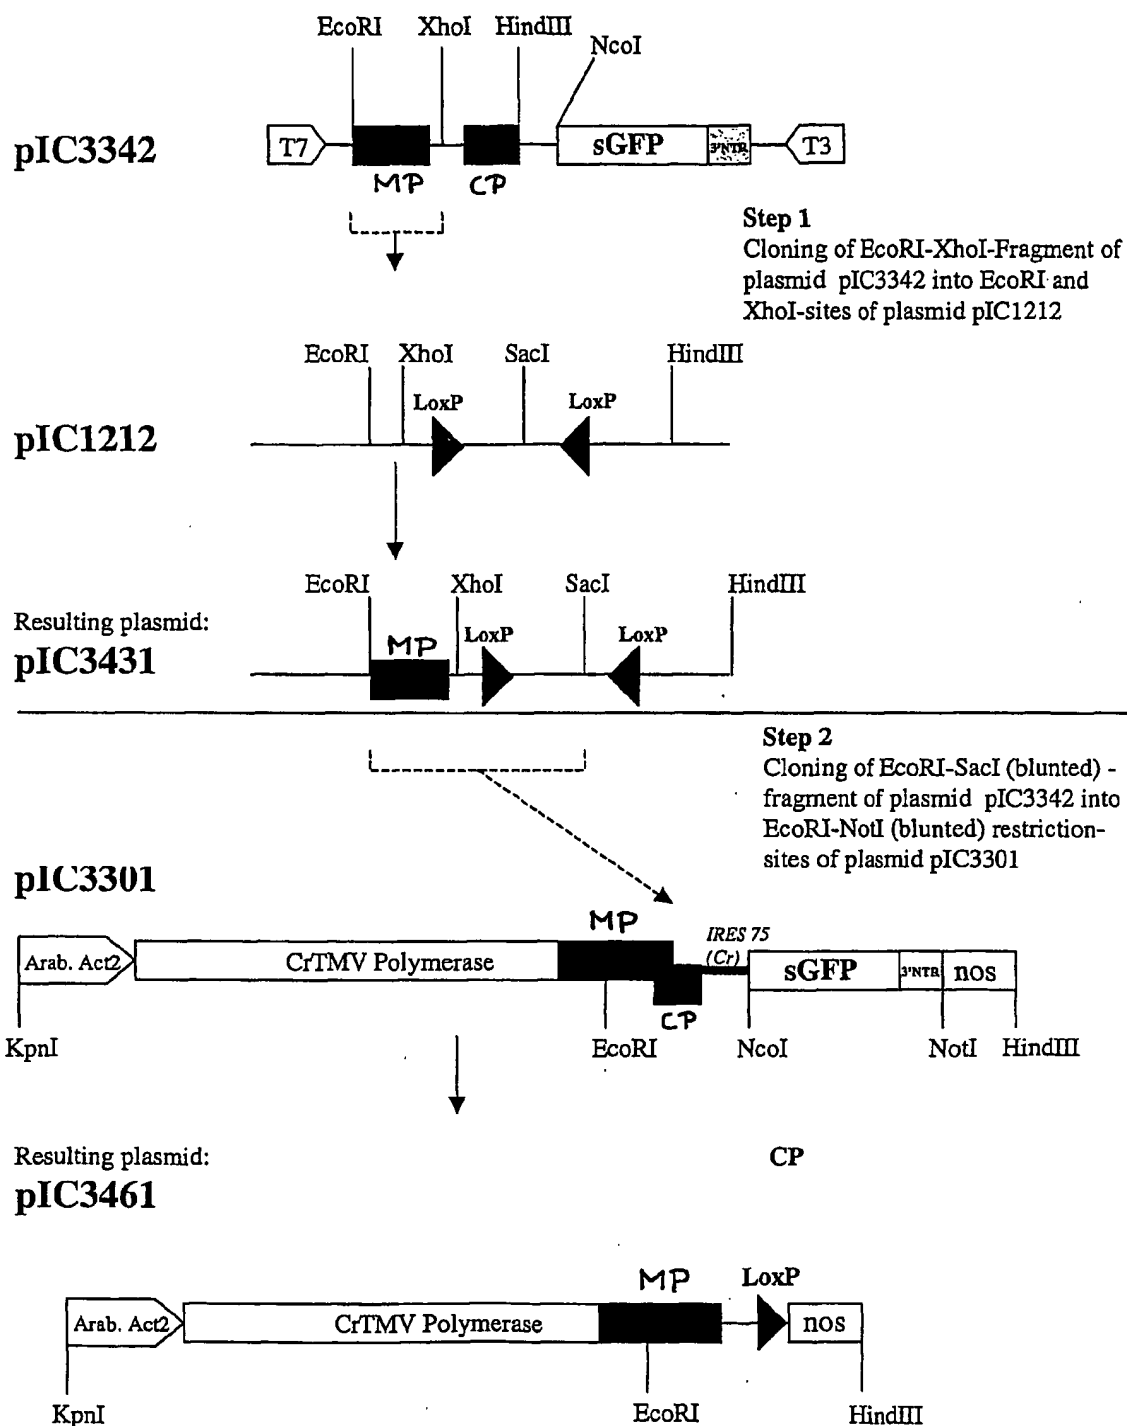 EcoRI XhoI HindIII
NcoI
pIC3342
T7 sGFP 3'NTR T3
MP CP
Step 1
Cloning of EcoRI-XhoI-Fragment of
plasmid pIC3342 into EcoRI and
XhoI-sites of plasmid pIC1212
EcoRI XhoI SacI HindIII
LoxP LoxP
pIC1212
EcoRI XhoI SacI HindIII
Resulting plasmid:
MP LoxP LoxP
pIC3431
Step 2
Cloning of EcoRI-SacI (blunted) -
fragment of plasmid pIC3342 into
EcoRI-NotI (blunted) restriction-
sites of plasmid pIC3301
pIC3301
MP IRES 75
(Cr)
Arab. Act2 CrTMV Polymerase sGFP 3'NTR nos
CP
KpnI EcoRI NcoI NotI HindIII
Resulting plasmid: CP
pIC3461
MP LoxP
Arab. Act2 CrTMV Polymerase nos
KpnI EcoRI HindIII